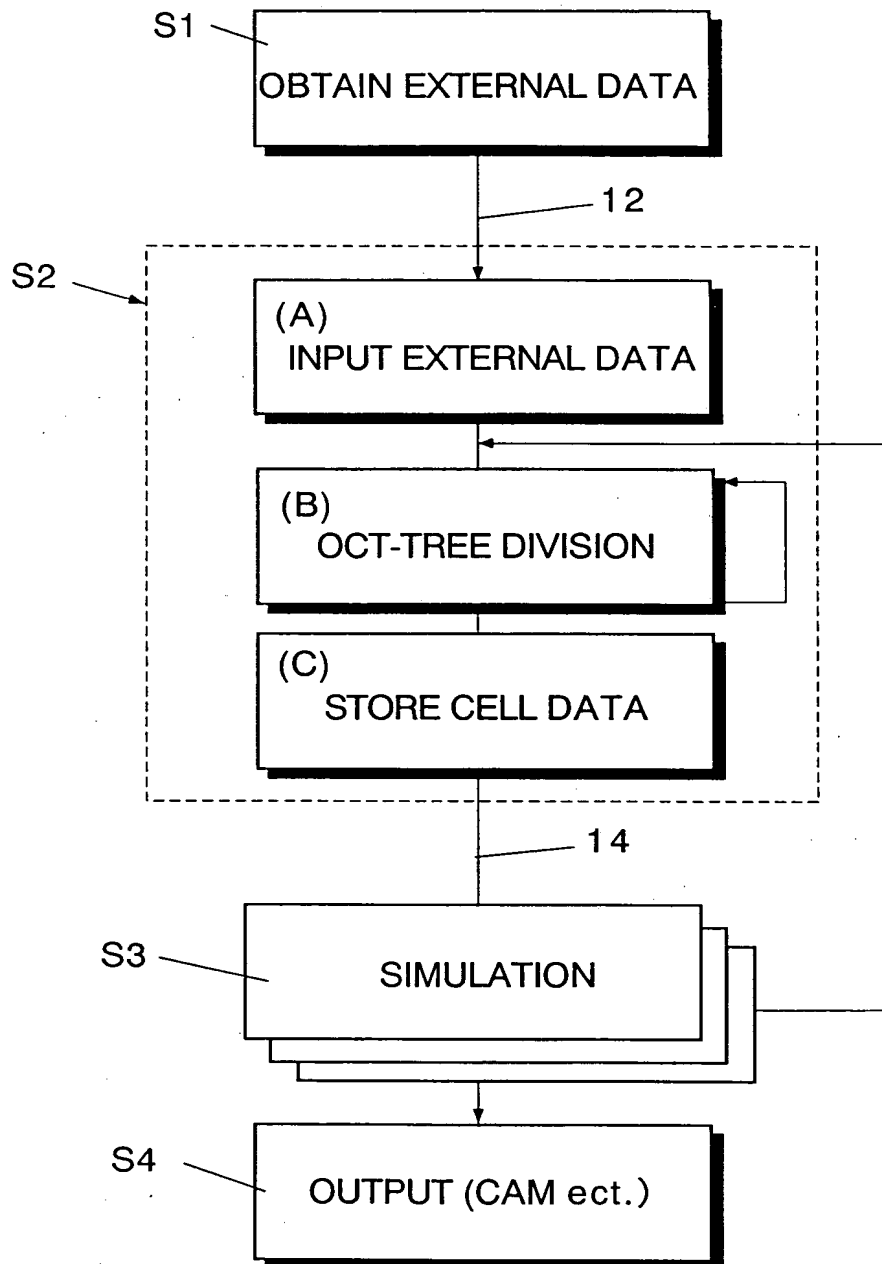 S1
OBTAIN EXTERNAL DATA
12
S2
(A)
INPUT EXTERNAL DATA
(B)
OCT-TREE DIVISION
(C)
STORE CELL DATA
14
S3
SIMULATION
S4
OUTPUT (CAM ect.)